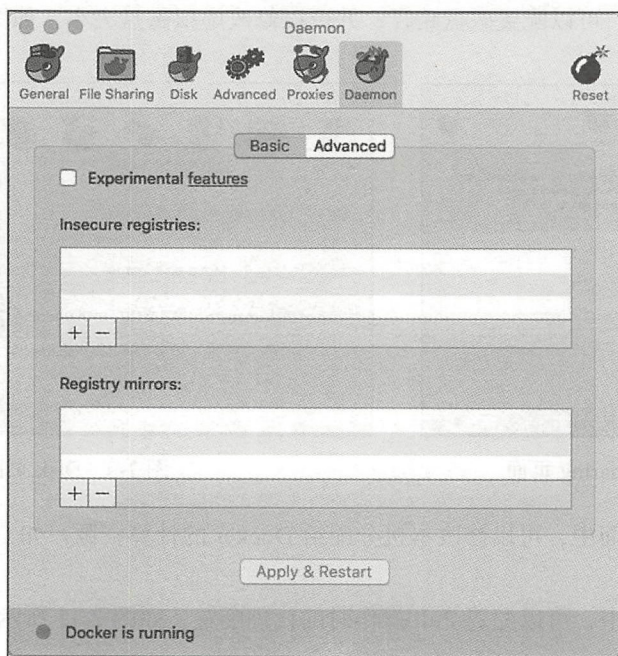 Daemon
General File Sharing Disk Advanced Proxies Daemon Reset
Basic Advanced
Experimental features
Insecure registries:
+ −
Registry mirrors:
+ −
Apply & Restart
Docker is running